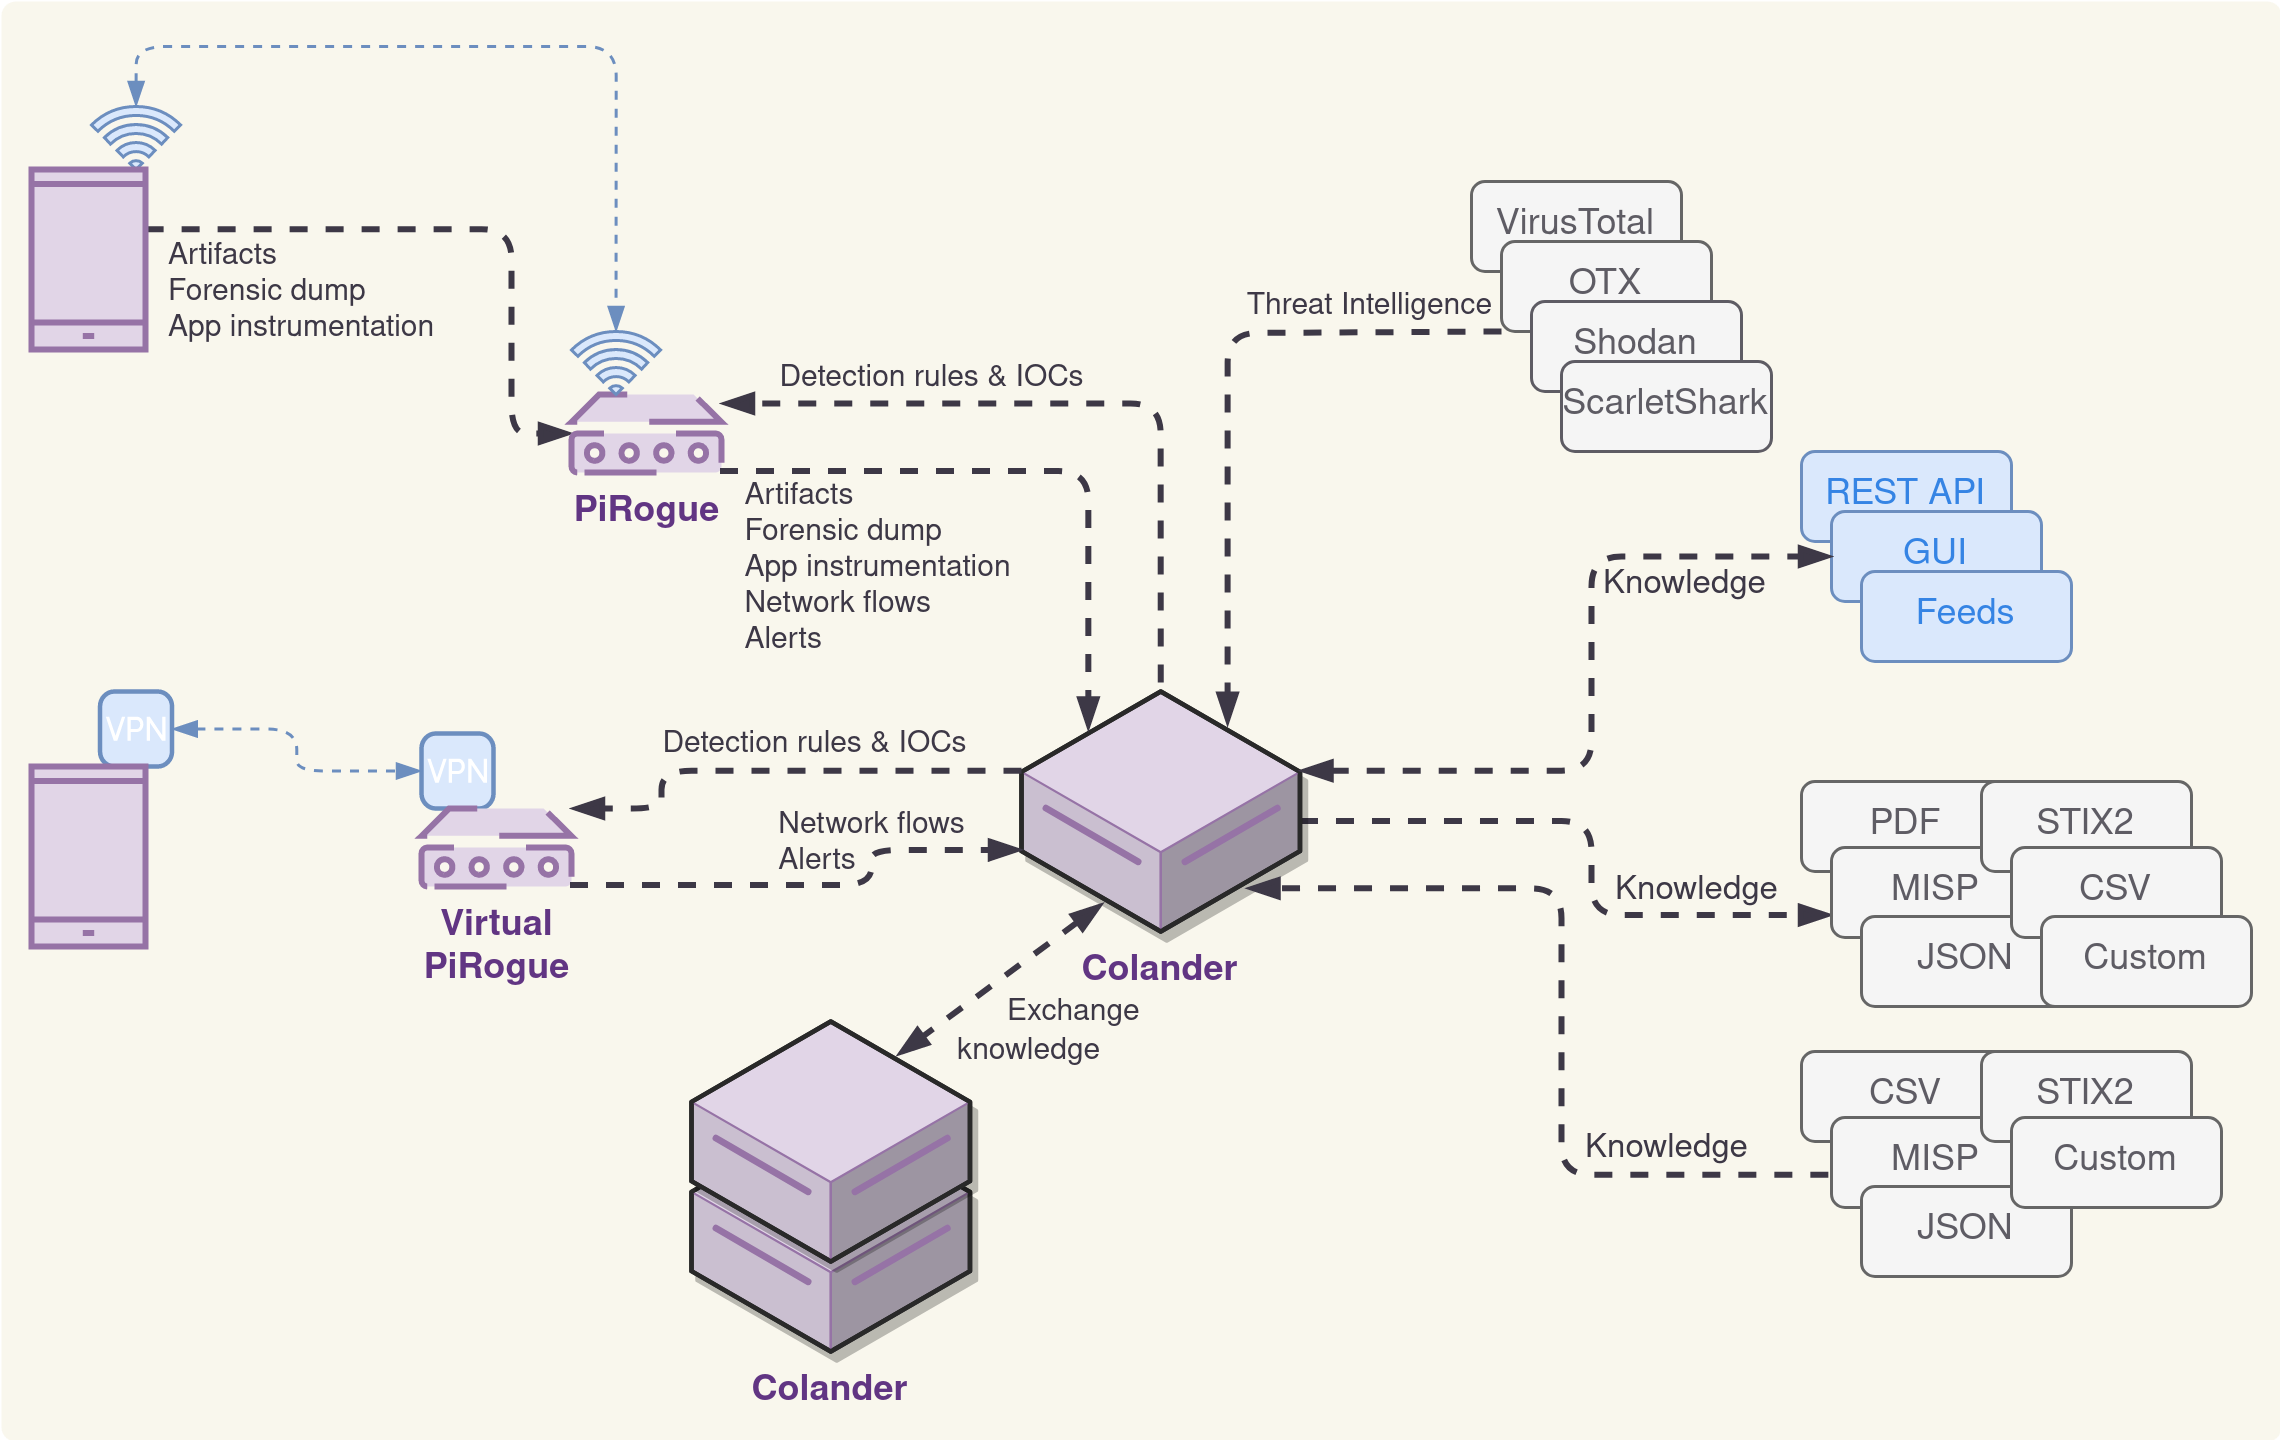 Artifacts
Forensic dump
App instrumentation
PiRogue
Detection rules & IOCs
Artifacts
Forensic dump
App instrumentation
Network flows
Alerts
Threat Intelligence
VirusTotal
OTX
Shodan
ScarletShark
REST API
GUI
Feeds
Knowledge
VPN
VPN
Virtual
PiRogue
Detection rules & IOCs
Network flows
Alerts
Colander
Exchange
knowledge
Colander
Knowledge
PDF
STIX2
MISP
CSV
JSON
Custom
Knowledge
CSV
STIX2
MISP
Custom
JSON